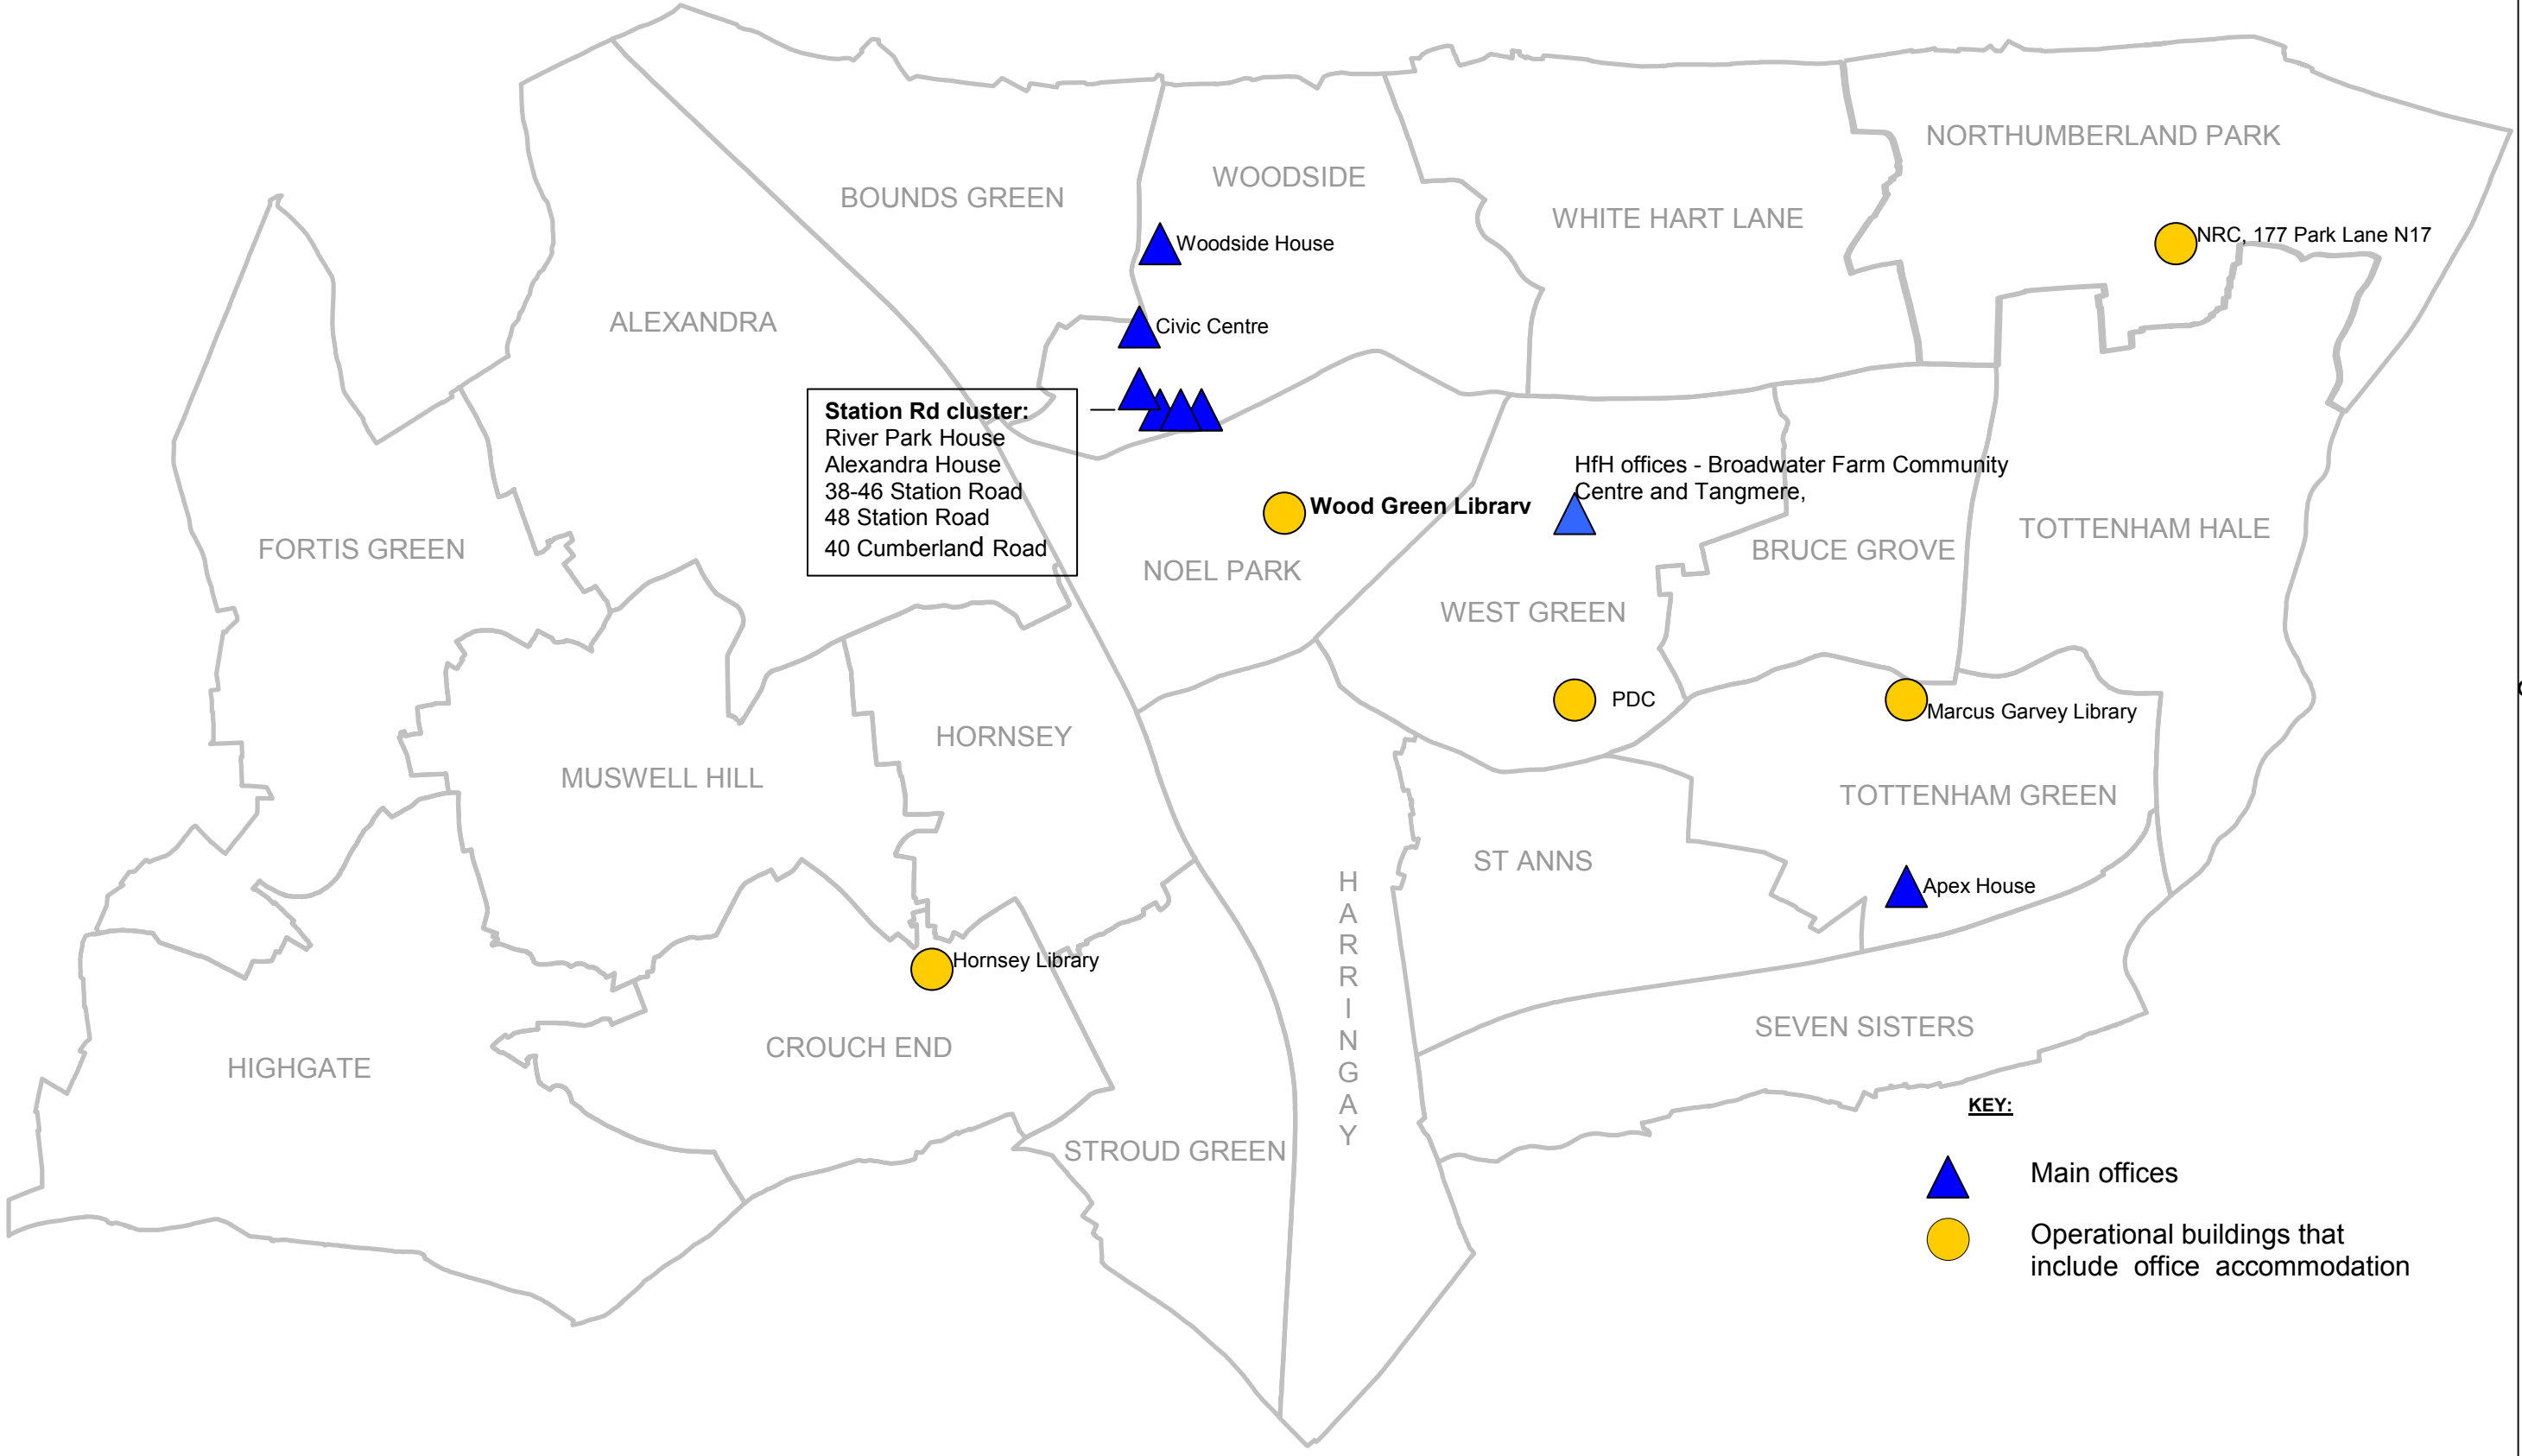 NORTHUMBERLAND PARK
WOODSIDE
BOUNDS GREEN
WHITE HART LANE
NRC, 177 Park Lane N17
Woodside House
ALEXANDRA
Civic Centre
Station Rd cluster:
River Park House
Alexandra House
38-46 Station Road
48 Station Road
40 Cumberland Road
HfH offices - Broadwater Farm Community
Centre and Tangmere,
Wood Green Library
TOTTENHAM HALE
FORTIS GREEN
BRUCE GROVE
NOEL PARK
WEST GREEN
PDC
Marcus Garvey Library
HORNSEY
MUSWELL HILL
TOTTENHAM GREEN
ST ANNS
HARRINGAY
Apex House
Hornsey Library
SEVEN SISTERS
CROUCH END
HIGHGATE
STROUD GREEN
KEY:
Main offices
Operational buildings that
include office accommodation